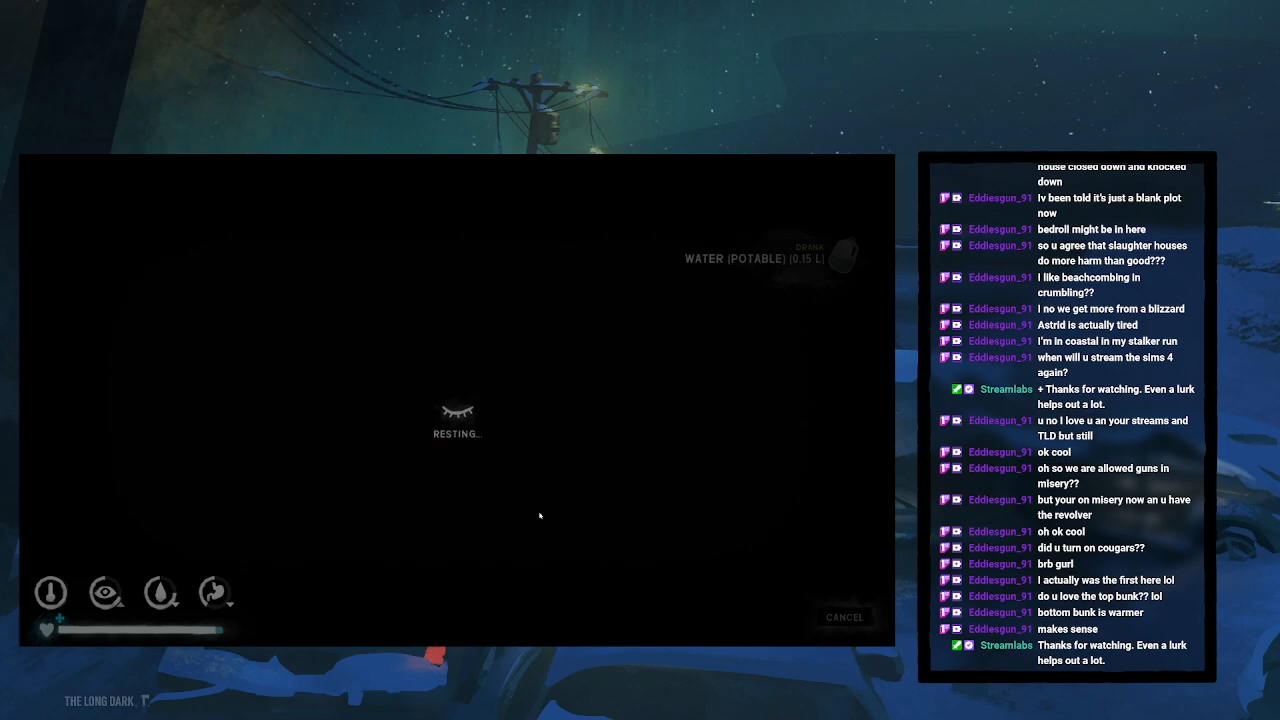 DRANK
WATER (POTABLE) (0.15 L)
RESTING...
CANCEL
THE LONG DARK
house closed down and knocked
down
Eddiesgun_91 Iv been told it's just a blank plot
now
Eddiesgun_91 bedroll might be in here
Eddiesgun_91 so u agree that slaughter houses
do more harm than good???
Eddiesgun_91 I like beachcombing in
crumbling??
Eddiesgun_91 I no we get more from a blizzard
Eddiesgun_91 Astrid is actually tired
Eddiesgun_91 I'm in coastal in my stalker run
Eddiesgun_91 when will u stream the sims 4
again?
Streamlabs + Thanks for watching. Even a lurk
helps out a lot.
Eddiesgun_91 u no I love u an your streams and
TLD but still
Eddiesgun_91 ok cool
Eddiesgun_91 oh so we are allowed guns in
misery??
Eddiesgun_91 but your on misery now an u have
the revolver
Eddiesgun_91 oh ok cool
Eddiesgun_91 did u turn on cougars??
Eddiesgun_91 brb gurl
Eddiesgun_91 I actually was the first here lol
Eddiesgun_91 do u love the top bunk?? lol
Eddiesgun_91 bottom bunk is warmer
Eddiesgun_91 makes sense
Streamlabs Thanks for watching. Even a lurk
helps out a lot.